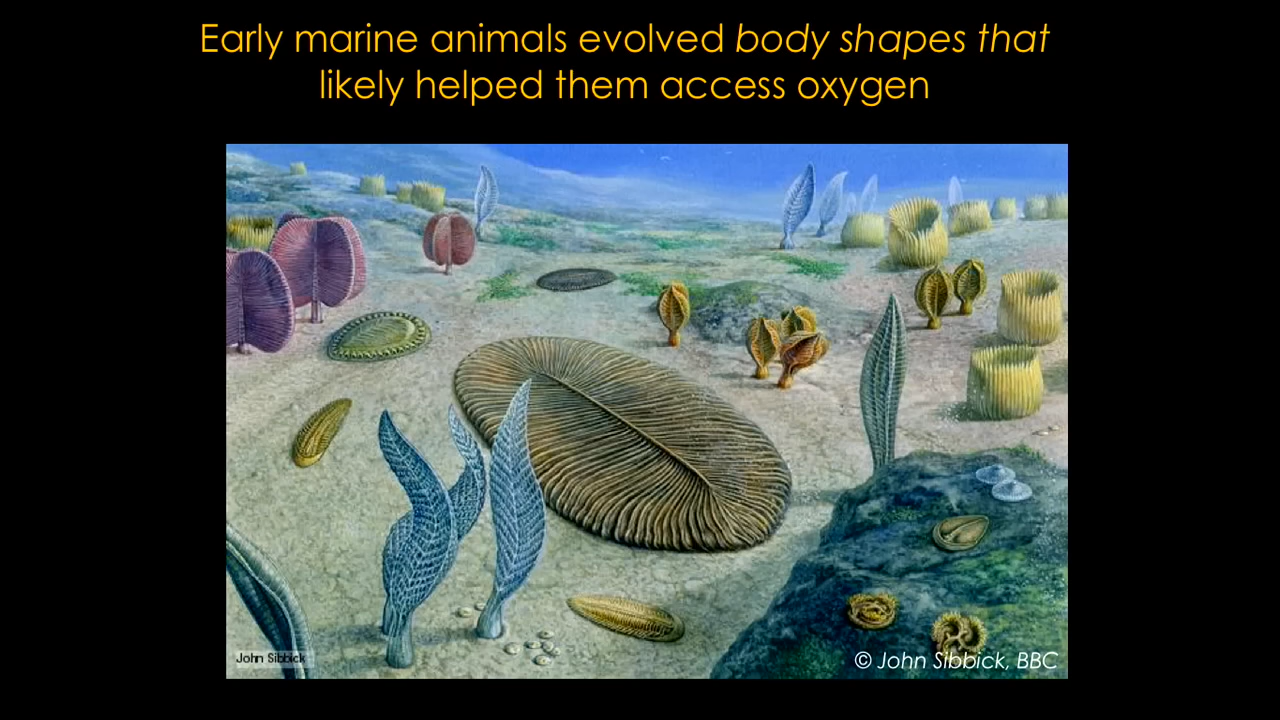 Early marine animals evolved body shapes that
likely helped them access oxygen
John Sibbick
© John Sibbick, BBC